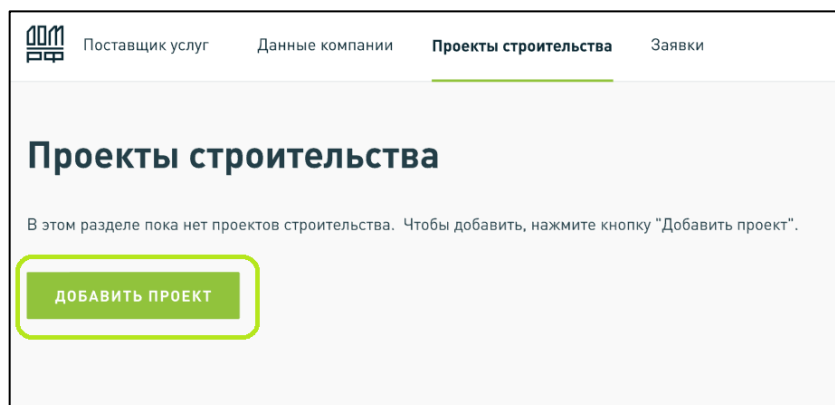 ДОМ
РФ
Поставщик услуг Данные компании Проекты строительства Заявки
Проекты строительства
В этом разделе пока нет проектов строительства. Чтобы добавить, нажмите кнопку "Добавить проект".
ДОБАВИТЬ ПРОЕКТ